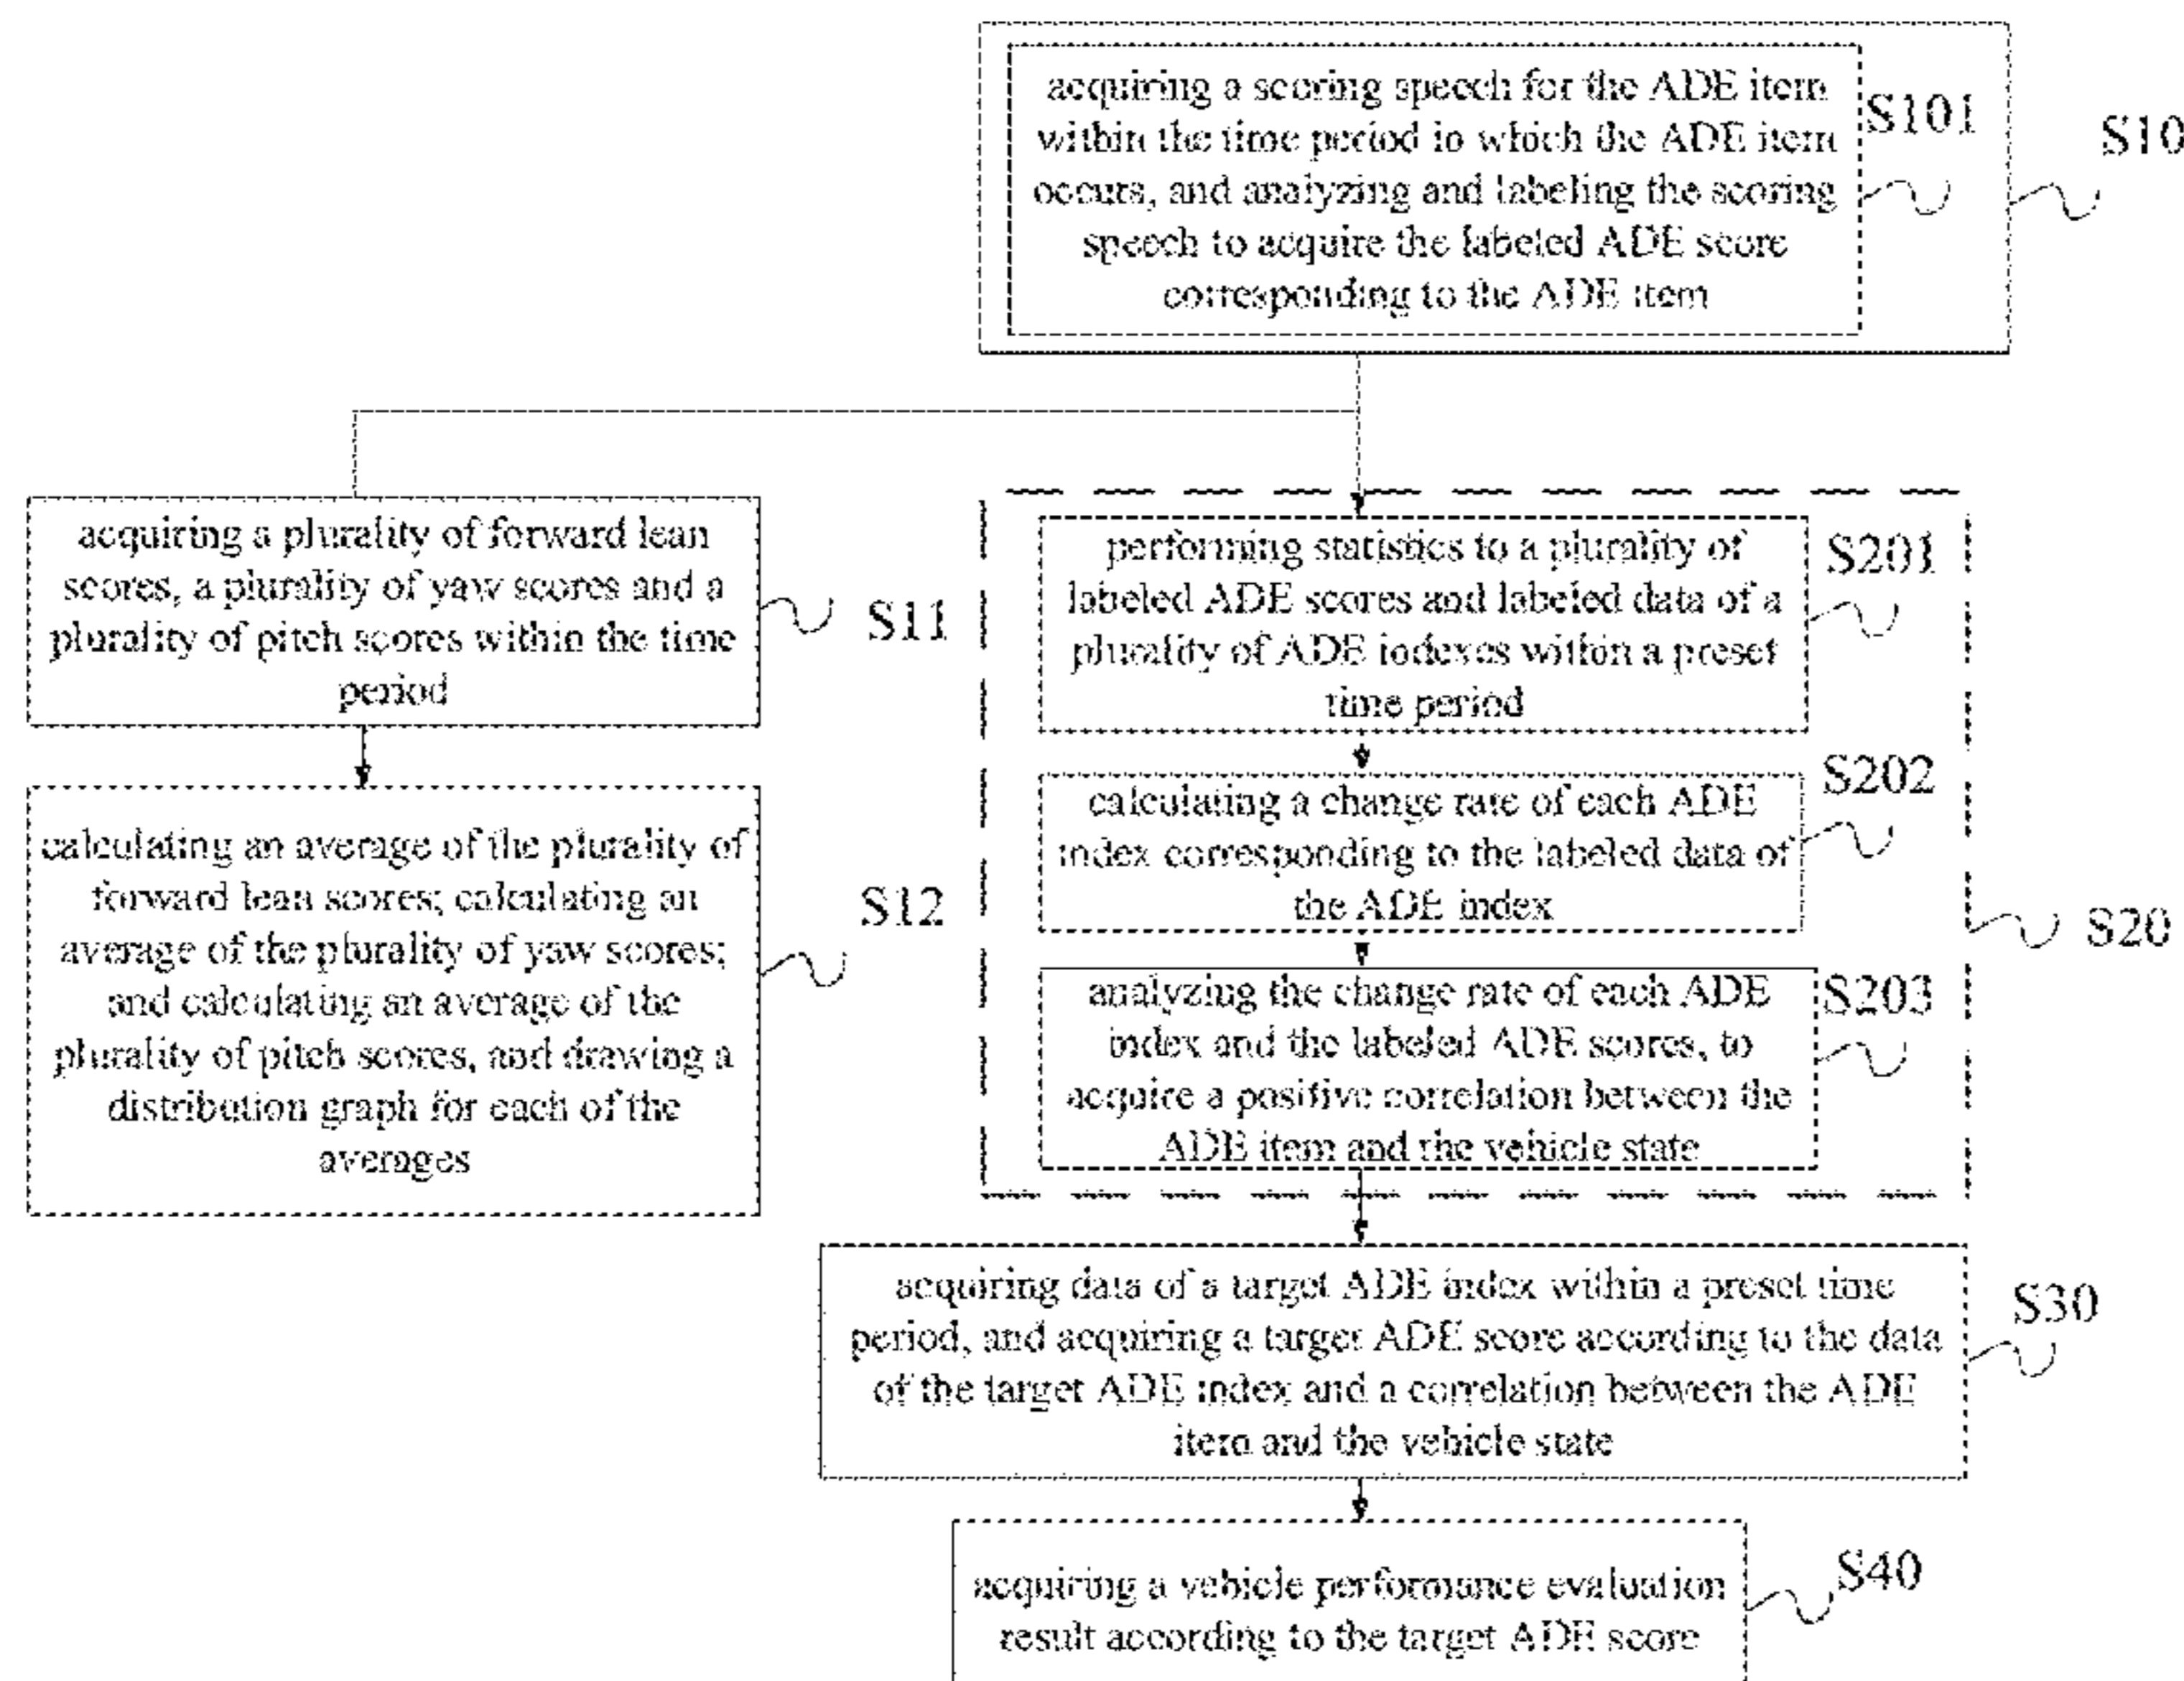 acquiring a scoring speech for the ADE item
within the time period in which the ADE item
occurs, and analyzing and labeling the scoring
speech to acquire the labeled ADE score
corresponding to the ADE item
S101
S10
acquiring a plurality of forward lean
scores, a plurality of yaw scores and a
plurality of pitch scores within the time
period
S11
calculating an average of the plurality of
forward lean scores; calculating an
average of the plurality of yaw scores;
and calculating an average of the
plurality of pitch scores, and drawing a
distribution graph for each of the
averages
S12
performing statistics to a plurality of
labeled ADE scores and labeled data of a
plurality of ADE indexes within a preset
time period
S201
calculating a change rate of each ADE
index corresponding to the labeled data of
the ADE index
S202
analyzing the change rate of each ADE
index and the labeled ADE scores, to
acquire a positive correlation between the
ADE item and the vehicle state
S203
S20
acquiring data of a target ADE index within a preset time
period, and acquiring a target ADE score according to the data
of the target ADE index and a correlation between the ADE
item and the vehicle state
S30
acquiring a vehicle performance evaluation
result according to the target ADE score
S40